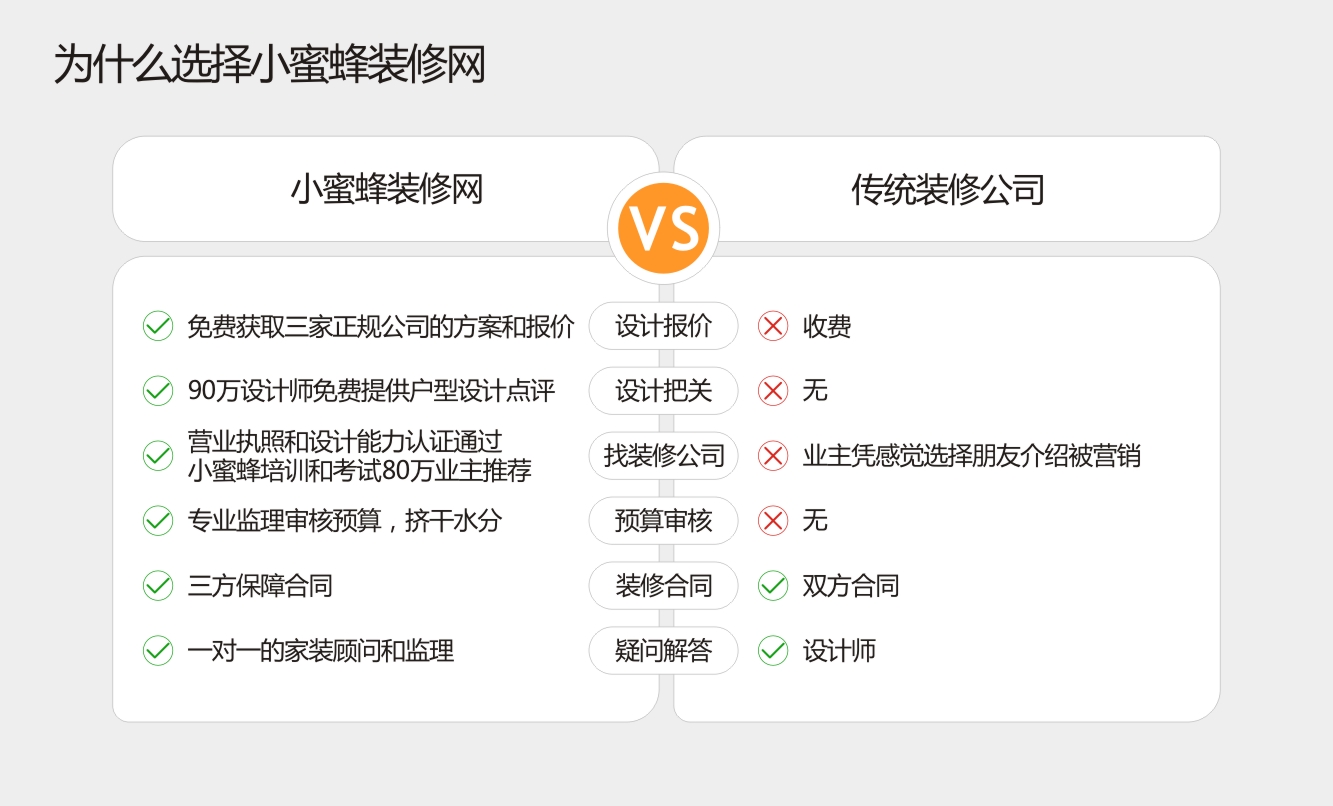 为什么选择小蜜蜂装修网
小蜜蜂装修网
VS
传统装修公司
免费获取三家正规公司的方案和报价
设计报价
收费
90万设计师免费提供户型设计点评
设计把关
无
营业执照和设计能力认证通过
小蜜蜂培训和考试80万业主推荐
找装修公司
业主凭感觉选择朋友介绍被营销
专业监理审核预算，挤干水分
预算审核
无
三方保障合同
装修合同
双方合同
一对一的家装顾问和监理
疑问解答
设计师